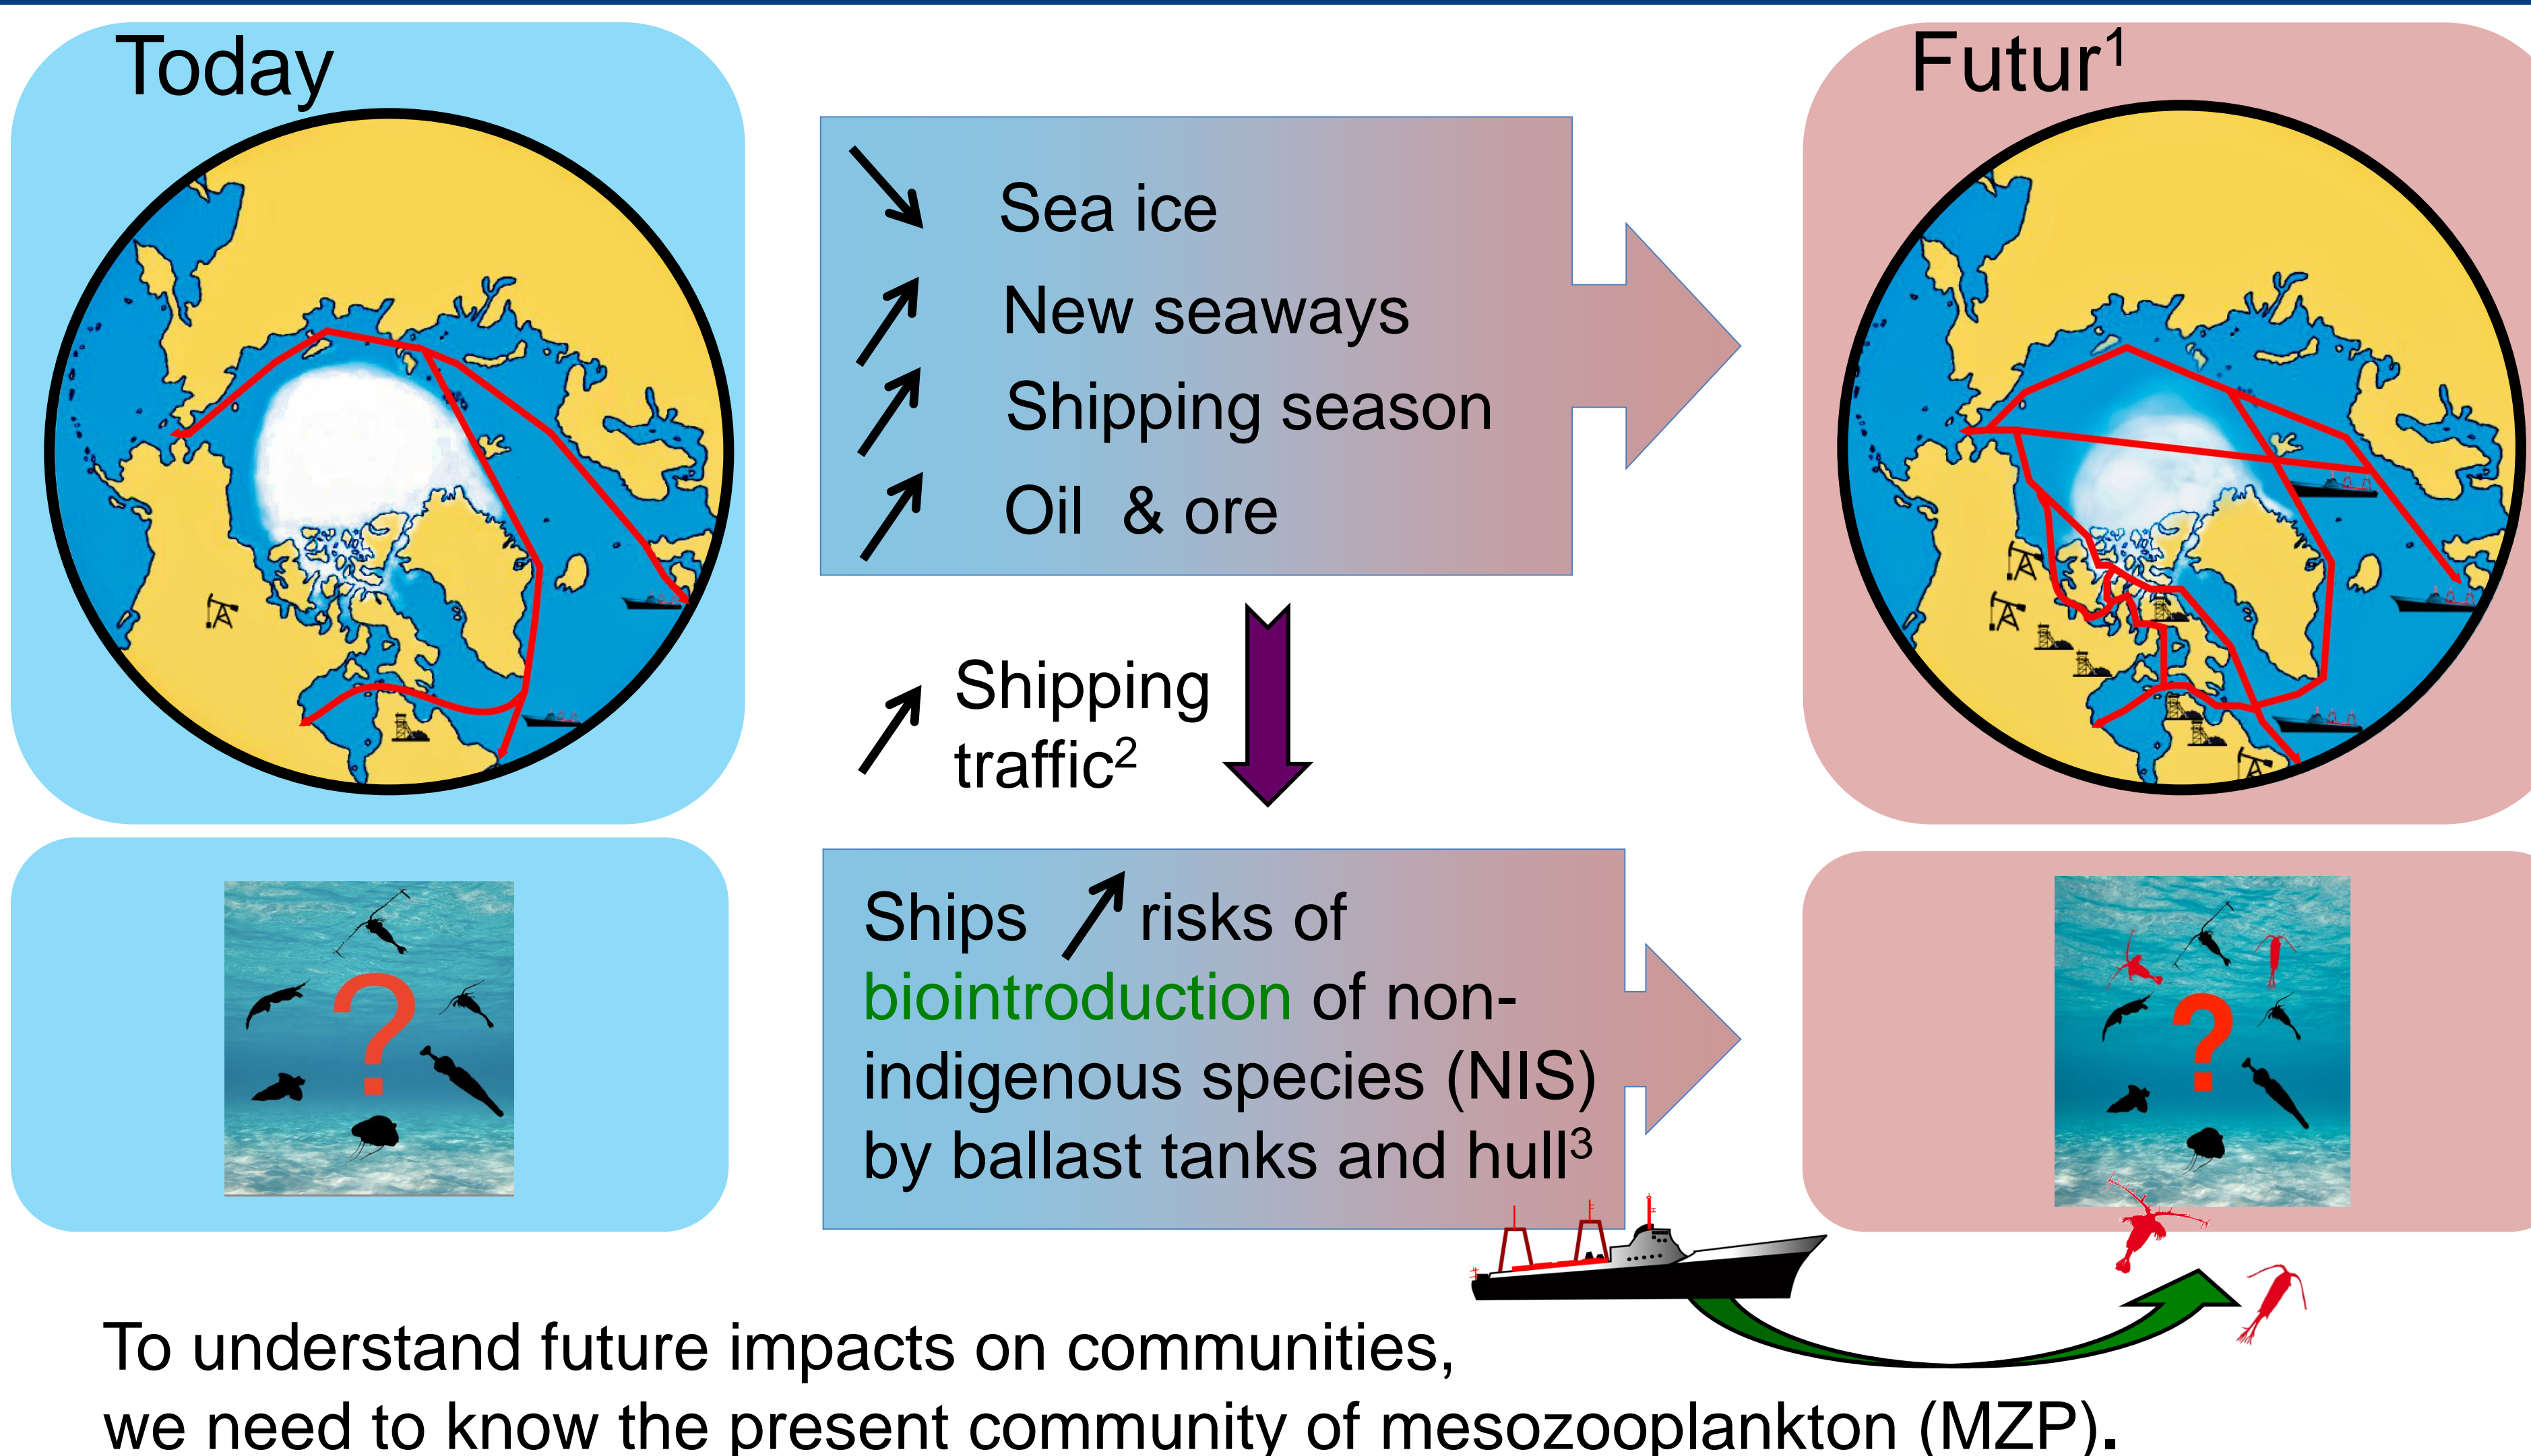 Today
Futur¹
Sea ice
New seaways
Shipping season
Oil & ore
Shipping
traffic²
Ships risks of
biointroduction of non-
indigenous species (NIS)
by ballast tanks and hull³
?
?
To understand future impacts on communities,
we need to know the present community of mesozooplankton (MZP).